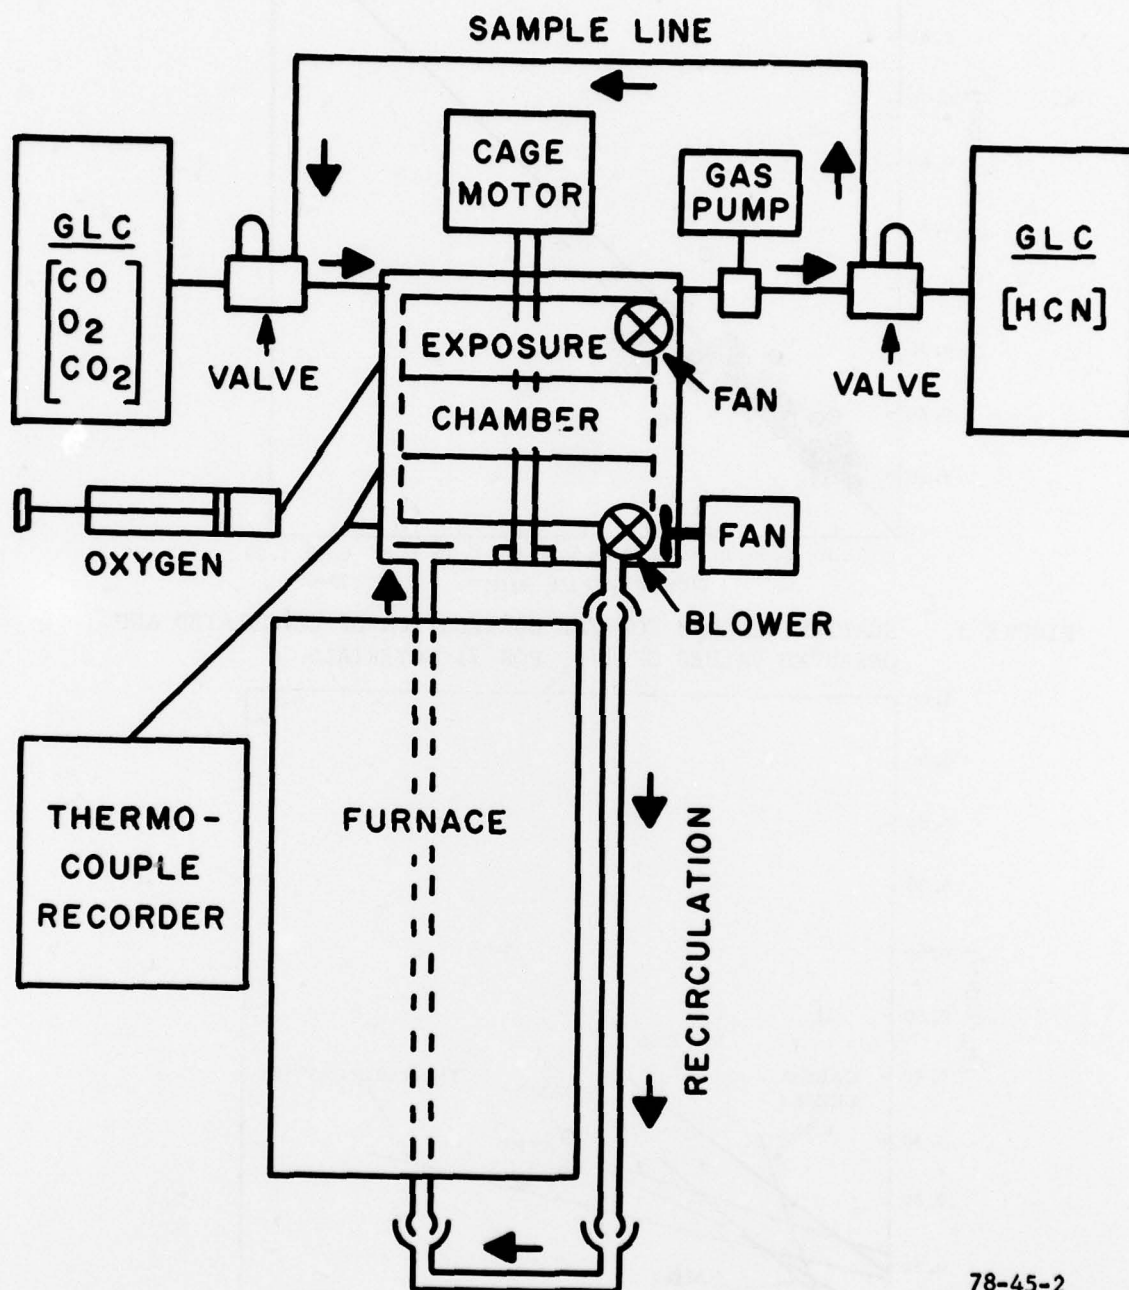 SAMPLE LINE
CAGE
MOTOR
GAS
PUMP
GLC
CO
O2
CO2
GLC
[HCN]
VALVE
EXPOSURE
CHAMBER
FAN
VALVE
OXYGEN
FAN
BLOWER
THERMO-
COUPLE
RECORDER
FURNACE
RECIRCULATION
78-45-2